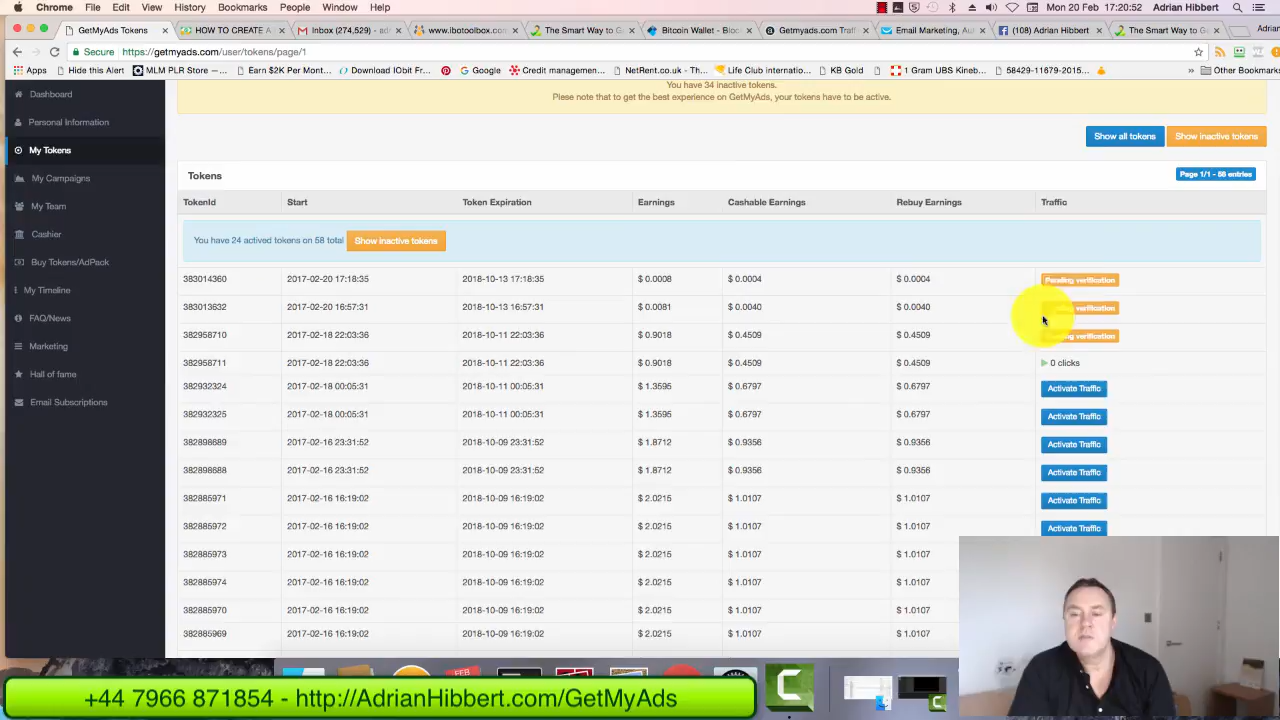 Chrome File Edit View History Bookmarks People Window Help Mon 20 Feb 17:20:52 Adrian Hibbert
GetMyAds Tokens HOW TO CREATE A Inbox (274,529) - ad www.ibotoolbox.com The Smart Way to G Bitcoin Wallet - Bloc Getmyads.com Traff Email Marketing, Au (108) Adrian Hibbert The Smart Way to G Adrian
Secure https://getmyads.com/user/tokens/page/1
Apps Hide this Alert MLM PLR Store — Earn $2K Per Mont... Download IObit Fr Google Credit managemen... NetRent.co.uk - Life Club internatio... KB Gold 1 Gram UBS Kineb... 58429-11679-2015... Other Bookmarks
You have 34 inactive tokens.
Plese note that to get the best experience on GetMyAds, your tokens have to be active.
Dashboard
Personal Information
My Tokens
My Campaigns
My Team
Cashier
Buy Tokens/AdPack
My Timeline
FAQ/News
Marketing
Hall of fame
Email Subscriptions
Show all tokens Show inactive tokens
Tokens Page 1/1 - 58 entries
TokenId Start Token Expiration Earnings Cashable Earnings Rebuy Earnings Traffic
You have 24 actived tokens on 58 total Show inactive tokens
383014360 2017-02-20 17:18:35 2018-10-13 17:18:35 $ 0.0008 $ 0.0004 $ 0.0004 Pending verification
383013632 2017-02-20 16:57:31 2018-10-13 16:57:31 $ 0.0081 $ 0.0040 $ 0.0040 verification
382958710 2017-02-18 22:03:36 2018-10-11 22:03:36 $ 0.9018 $ 0.4509 $ 0.4509 verification
382958711 2017-02-18 22:03:36 2018-10-11 22:03:36 $ 0.9018 $ 0.4509 $ 0.4509 0 clicks
382932324 2017-02-18 00:05:31 2018-10-11 00:05:31 $ 1.3595 $ 0.6797 $ 0.6797 Activate Traffic
382932325 2017-02-18 00:05:31 2018-10-11 00:05:31 $ 1.3595 $ 0.6797 $ 0.6797 Activate Traffic
382898689 2017-02-16 23:31:52 2018-10-09 23:31:52 $ 1.8712 $ 0.9356 $ 0.9356 Activate Traffic
382898688 2017-02-16 23:31:52 2018-10-09 23:31:52 $ 1.8712 $ 0.9356 $ 0.9356 Activate Traffic
382885971 2017-02-16 16:19:02 2018-10-09 16:19:02 $ 2.0215 $ 1.0107 $ 1.0107 Activate Traffic
382885972 2017-02-16 16:19:02 2018-10-09 16:19:02 $ 2.0215 $ 1.0107 $ 1.0107 Activate Traffic
382885973 2017-02-16 16:19:02 2018-10-09 16:19:02 $ 2.0215 $ 1.0107 $ 1.0107
382885974 2017-02-16 16:19:02 2018-10-09 16:19:02 $ 2.0215 $ 1.0107 $ 1.0107
382885970 2017-02-16 16:19:02 2018-10-09 16:19:02 $ 2.0215 $ 1.0107 $ 1.0107
382885969 2017-02-16 16:19:02 2018-10-09 16:19:02 $ 2.0215 $ 1.0107 $ 1.0107
FEB
+44 7966 871854 - http://AdrianHibbert.com/GetMyAds